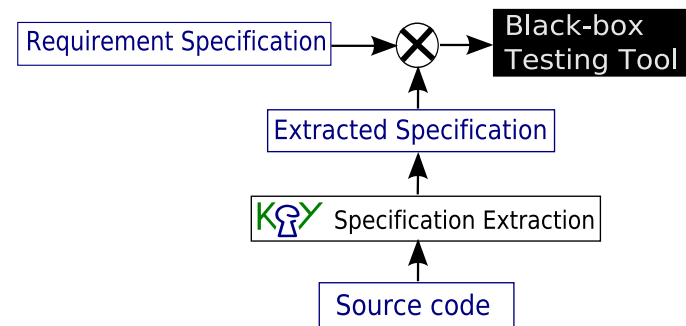 Requirement Specification
Black-box
Testing Tool
Extracted Specification
KeY Specification Extraction
Source code